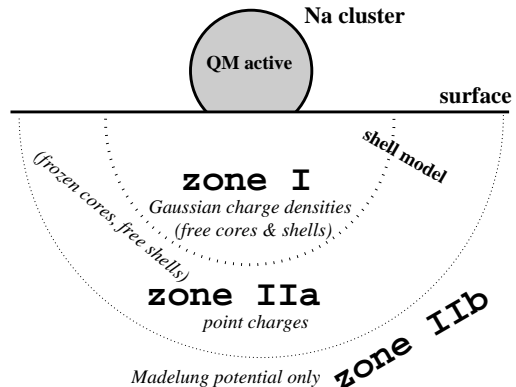 Na cluster
QM active
surface
shell model
zone I
Gaussian charge densities
(free cores & shells)
(frozen cores, free shells)
zone IIa
point charges
zone IIb
Madelung potential only